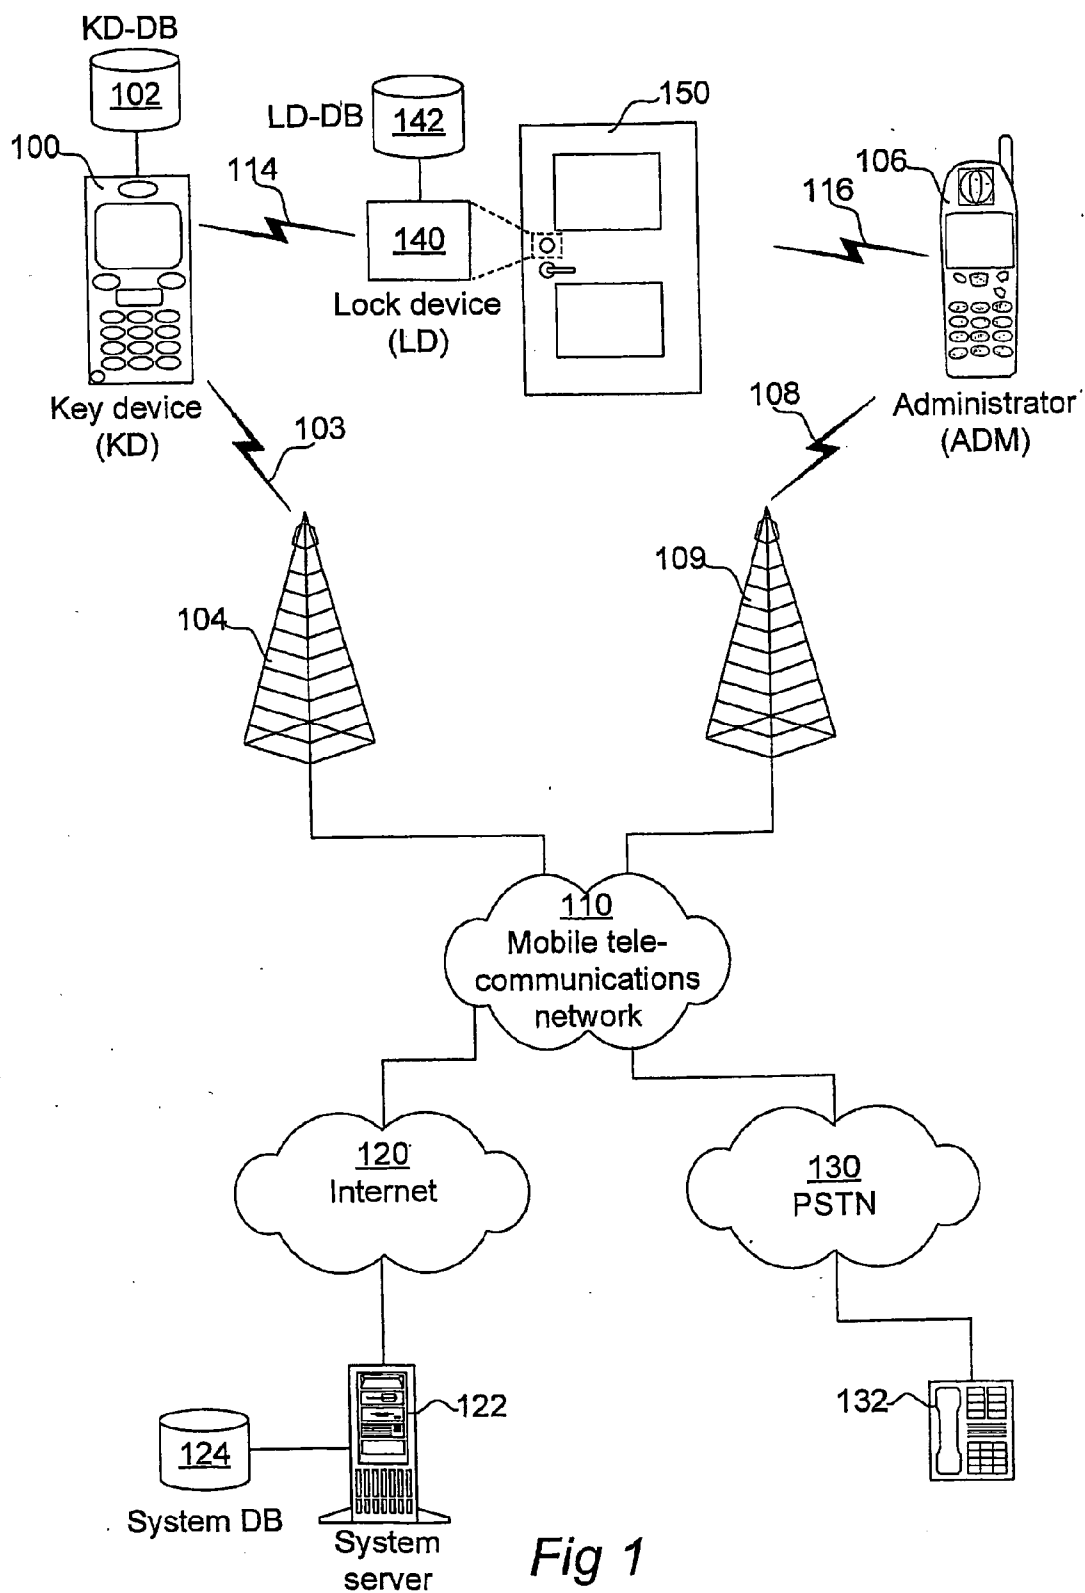 KD-DB
102
100
LD-DB
142
150
114
106
116
140
Lock device
(LD)
Key device
(KD)
103
108
Administrator
(ADM)
109
104
110
Mobile tele-
communications
network
120
Internet
130
PSTN
122
132
124
System DB
System
server
Fig 1